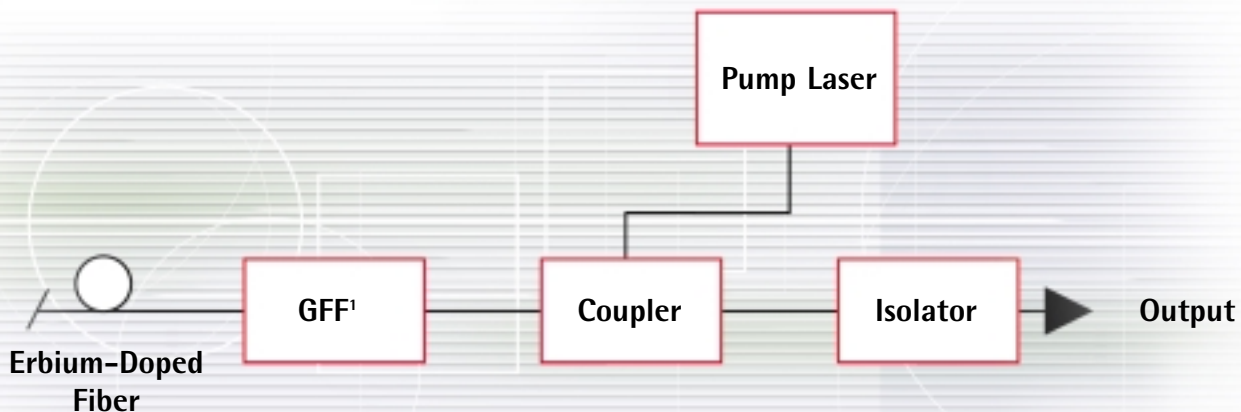 Pump Laser
GFF¹
Coupler
Isolator
Output
Erbium-Doped
Fiber